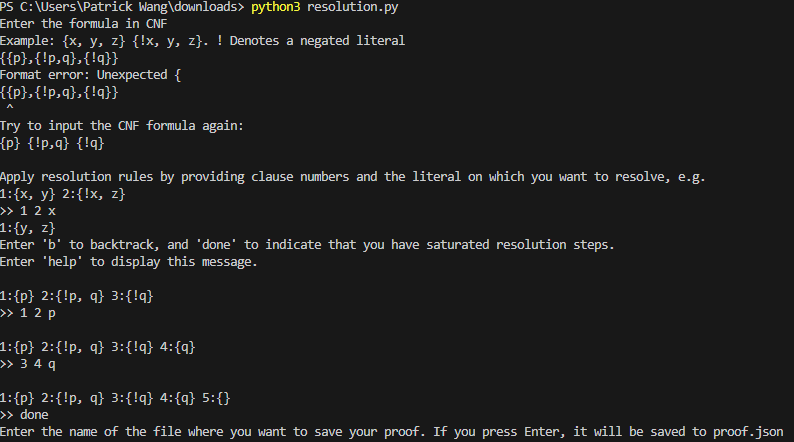 PS C:\Users\Patrick Wang\downloads> python3 resolution.py
Enter the formula in CNF
Example: {x, y, z} {!x, y, z}. ! Denotes a negated literal
{{p},{!p,q},{!q}}
Format error: Unexpected {
{{p},{!p,q},{!q}}
 ^
Try to input the CNF formula again:
{p} {!p,q} {!q}

Apply resolution rules by providing clause numbers and the literal on which you want to resolve, e.g.
1:{x, y} 2:{!x, z}
>> 1 2 x
1:{y, z}
Enter 'b' to backtrack, and 'done' to indicate that you have saturated resolution steps.
Enter 'help' to display this message.

1:{p} 2:{!p, q} 3:{!q}
>> 1 2 p

1:{p} 2:{!p, q} 3:{!q} 4:{q}
>> 3 4 q

1:{p} 2:{!p, q} 3:{!q} 4:{q} 5:{}
>> done
Enter the name of the file where you want to save your proof. If you press Enter, it will be saved to proof.json